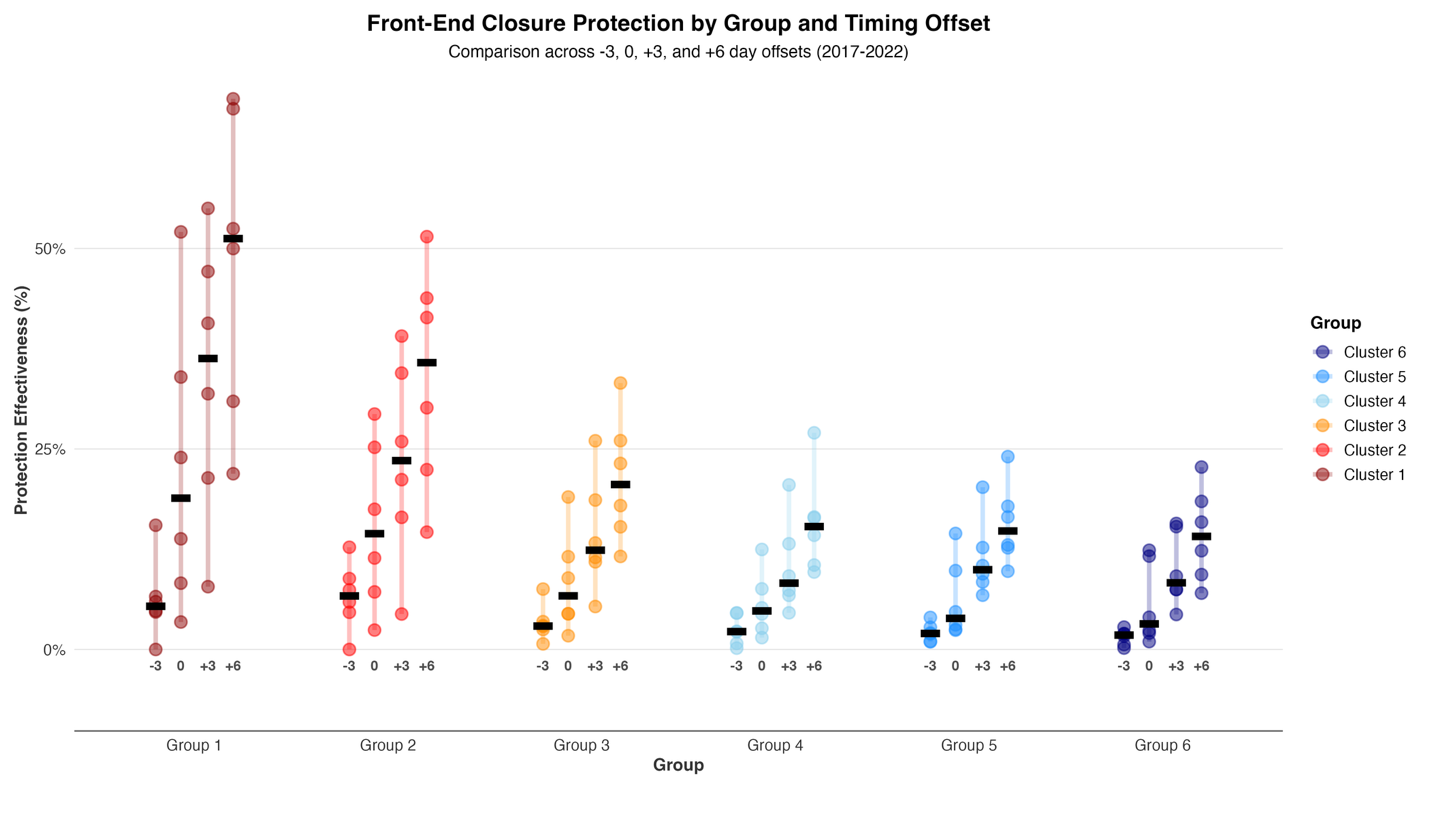 Front-End Closure Protection by Group and Timing Offset
Comparison across -3, 0, +3, and +6 day offsets (2017-2022)
Protection Effectiveness (%)
50%
25%
0%
-3 0 +3 +6 -3 0 +3 +6 -3 0 +3 +6 -3 0 +3 +6 -3 0 +3 +6 -3 0 +3 +6
Group 1 Group 2 Group 3 Group 4 Group 5 Group 6
Group
Group
Cluster 6
Cluster 5
Cluster 4
Cluster 3
Cluster 2
Cluster 1